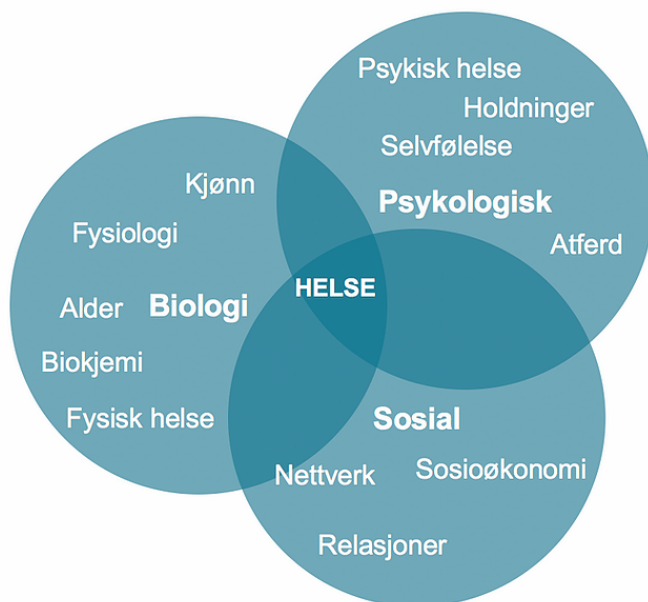 Psykisk helse
Holdninger
Selvfølelse
Psykologisk
Atferd
Kjønn
Fysiologi
Alder
Biologi
Biokjemi
Fysisk helse
HELSE
Sosial
Nettverk
Sosioøkonomi
Relasjoner